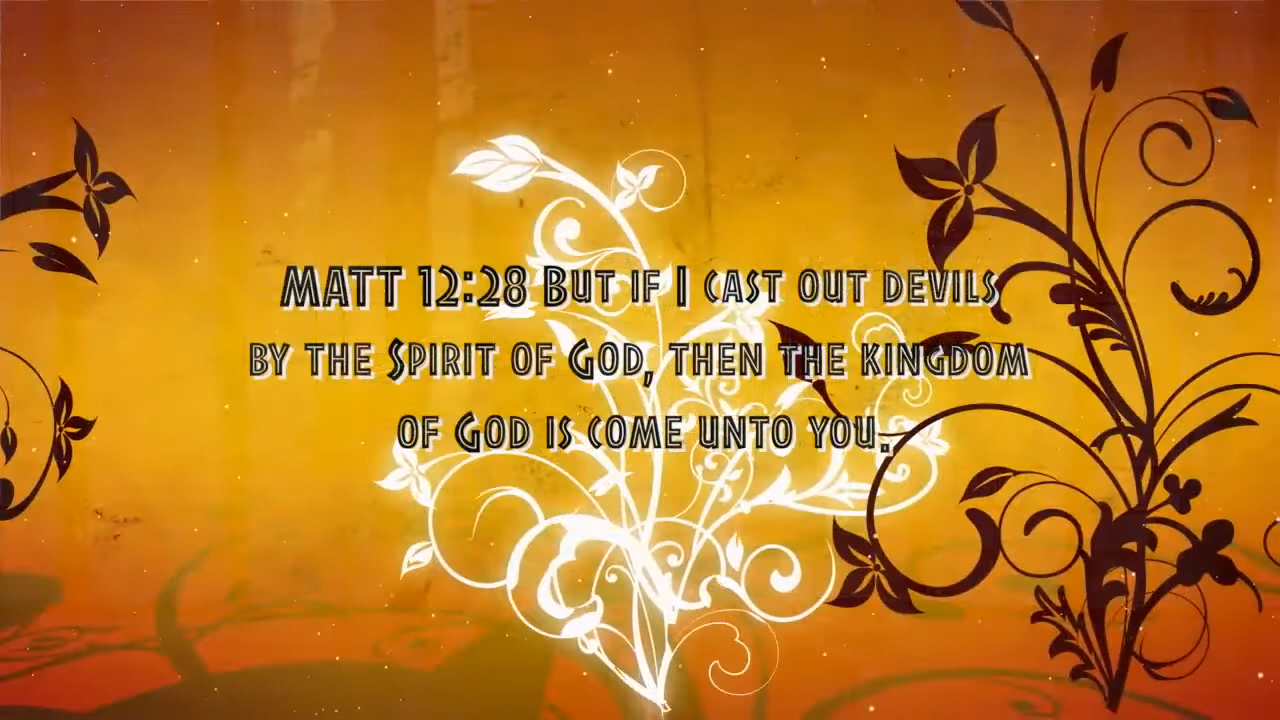 MATT 12:28 But if I cast out devils
by the Spirit of God, then the kingdom
of God is come unto you.